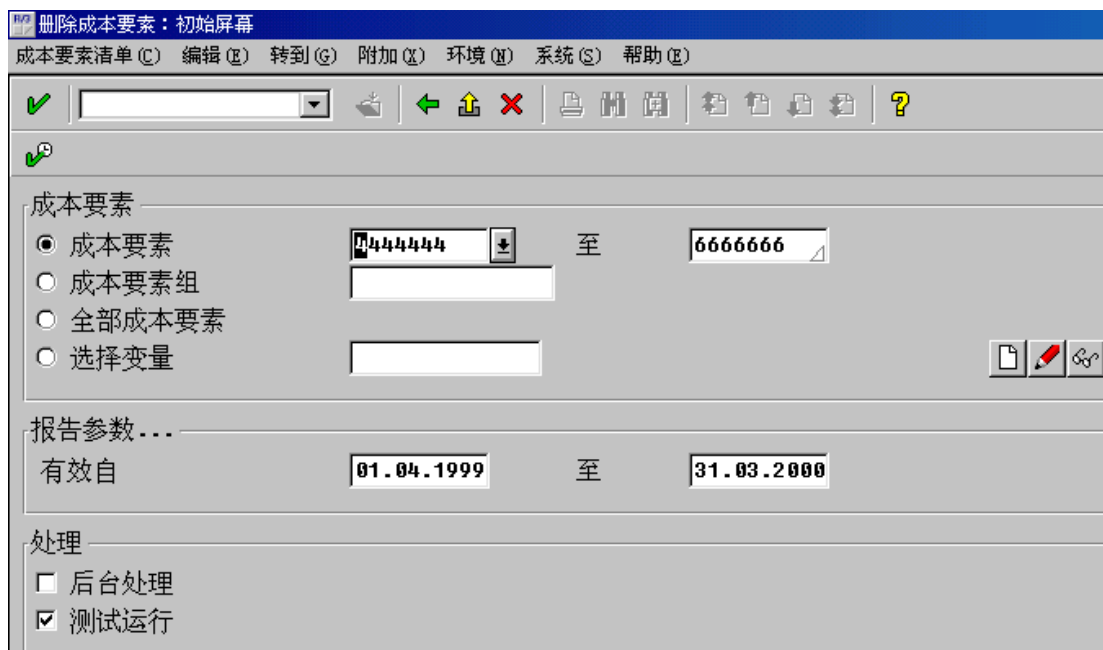 R/3 删除成本要素：初始屏幕
成本要素清单(C) 编辑(E) 转到(G) 附加(X) 环境(N) 系统(S) 帮助(E)
成本要素
成本要素 4444444 至 6666666
成本要素组
全部成本要素
选择变量
报告参数...
有效自 01.04.1999 至 31.03.2000
处理
后台处理
测试运行